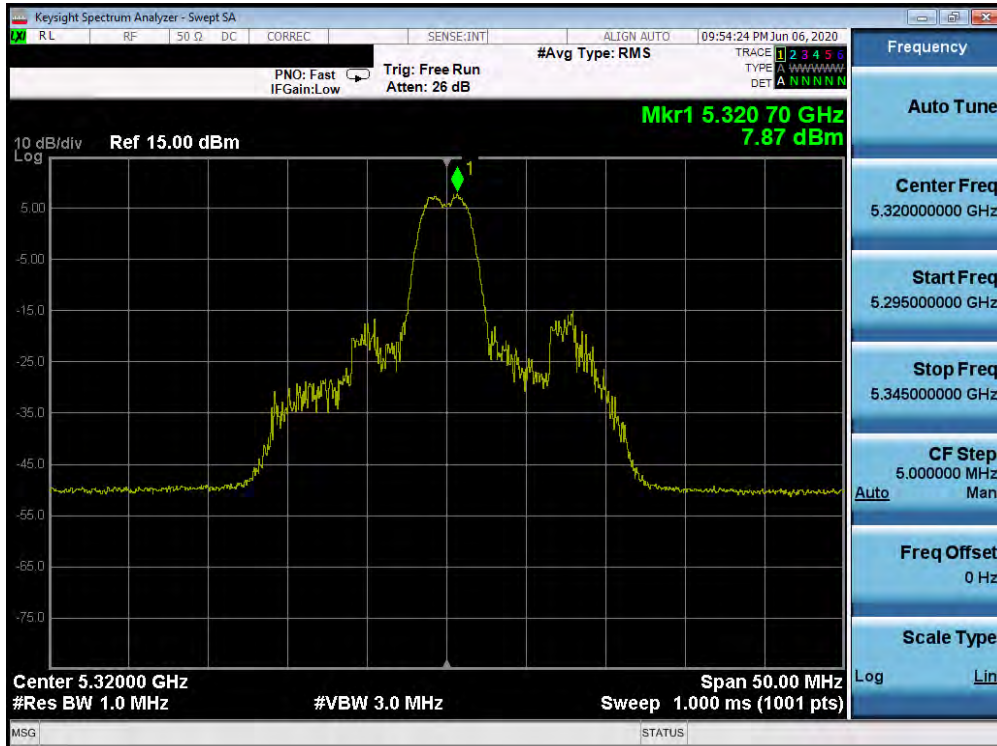 Keysight Spectrum Analyzer - Swept SA
LXI RL RF 50 Ω DC CORREC SENSE:INT ALIGN AUTO 09:54:24 PM Jun 06, 2020
PNO: Fast
IFGain:Low
Trig: Free Run
Atten: 26 dB
#Avg Type: RMS
TRACE 1 2 3 4 5 6
TYPE A WWWWW
DET A N N N N N
Mkr1 5.320 70 GHz
7.87 dBm
10 dB/div
Log
Ref 15.00 dBm
1
5.00
-5.00
-15.0
-25.0
-35.0
-45.0
-55.0
-65.0
-75.0
Center 5.32000 GHz
Span 50.00 MHz
#Res BW 1.0 MHz
#VBW 3.0 MHz
Sweep 1.000 ms (1001 pts)
MSG
STATUS
Frequency
Auto Tune
Center Freq
5.320000000 GHz
Start Freq
5.295000000 GHz
Stop Freq
5.345000000 GHz
CF Step
5.000000 MHz
Auto Man
Freq Offset
0 Hz
Scale Type
Log Lin